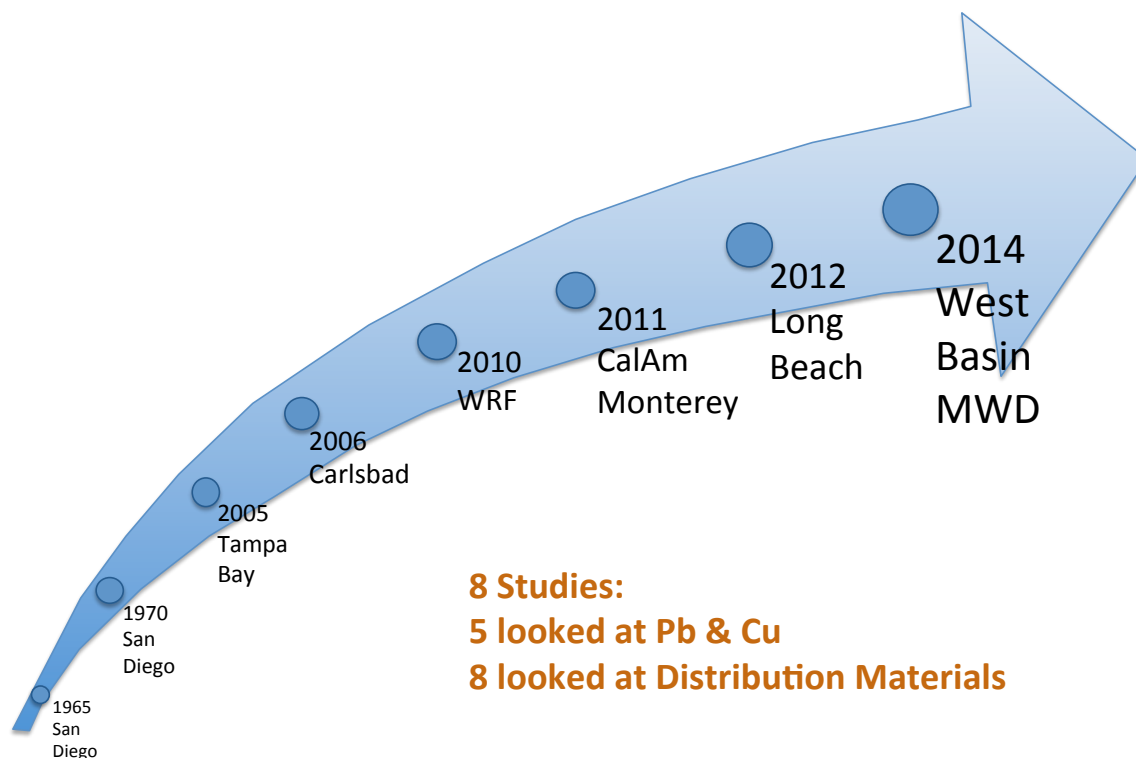 1965
San
Diego
1970
San
Diego
2005
Tampa
Bay
2006
Carlsbad
2010
WRF
2011
CalAm
Monterey
2012
Long
Beach
2014
West
Basin
MWD
8 Studies:
5 looked at Pb & Cu
8 looked at Distribution Materials